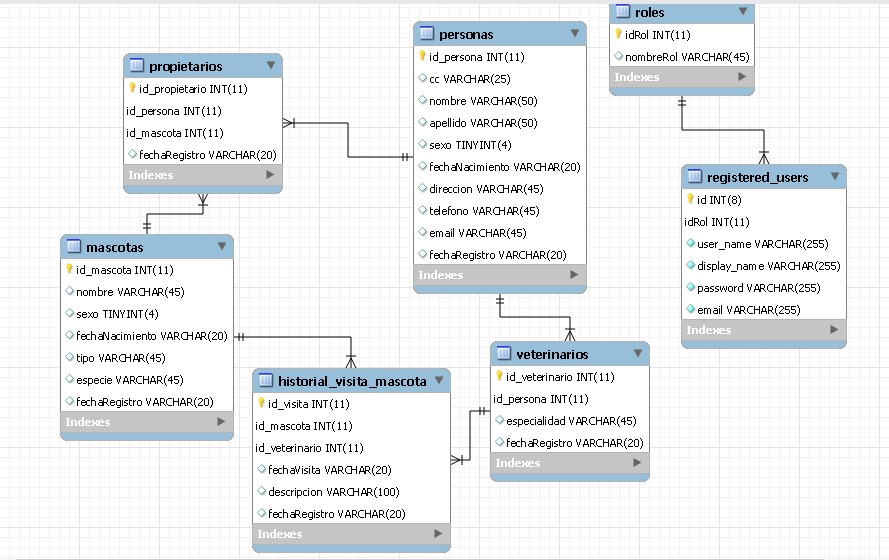 propietarios
id_propietario INT(11)
id_persona INT(11)
id_mascota INT(11)
fechaRegistro VARCHAR(20)
Indexes
personas
id_persona INT(11)
cc VARCHAR(25)
nombre VARCHAR(50)
apellido VARCHAR(50)
sexo TINYINT(4)
fechaNacimiento VARCHAR(20)
direccion VARCHAR(45)
telefono VARCHAR(45)
email VARCHAR(45)
fechaRegistro VARCHAR(20)
Indexes
roles
idRol INT(11)
nombreRol VARCHAR(45)
Indexes
registered_users
id INT(8)
idRol INT(11)
user_name VARCHAR(255)
display_name VARCHAR(255)
password VARCHAR(255)
email VARCHAR(255)
Indexes
mascotas
id_mascota INT(11)
nombre VARCHAR(45)
sexo TINYINT(4)
fechaNacimiento VARCHAR(20)
tipo VARCHAR(45)
especie VARCHAR(45)
fechaRegistro VARCHAR(20)
Indexes
historial_visita_mascota
id_visita INT(11)
id_mascota INT(11)
id_veterinario INT(11)
fechaVisita VARCHAR(20)
descripcion VARCHAR(100)
fechaRegistro VARCHAR(20)
Indexes
veterinarios
id_veterinario INT(11)
id_persona INT(11)
especialidad VARCHAR(45)
fechaRegistro VARCHAR(20)
Indexes